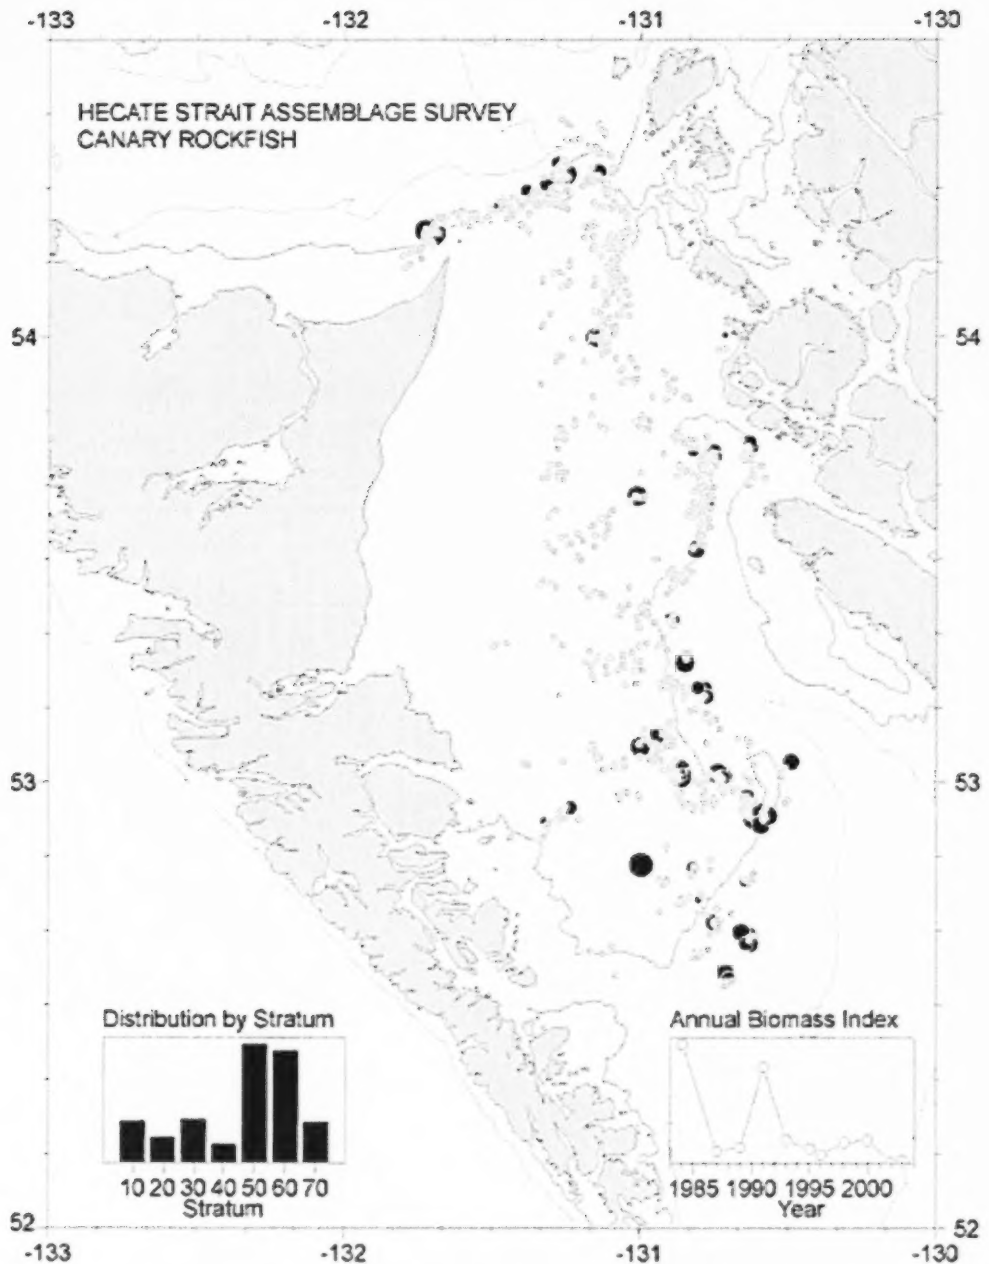 -133 -132 -131 -130
HECATE STRAIT ASSEMBLAGE SURVEY
CANARY ROCKFISH
54 54
53 53
Distribution by Stratum
10 20 30 40 50 60 70
Stratum
Annual Biomass Index
1985 1990 1995 2000
Year
52 52
-133 -132 -131 -130